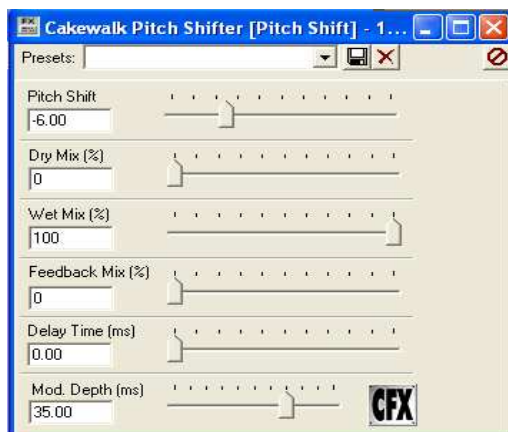 Cakewalk Pitch Shifter [Pitch Shift] - 1...
Presets:
Pitch Shift
-6.00
Dry Mix (%)
0
Wet Mix (%)
100
Feedback Mix (%)
0
Delay Time (ms)
0.00
Mod. Depth (ms)
35.00
CFX